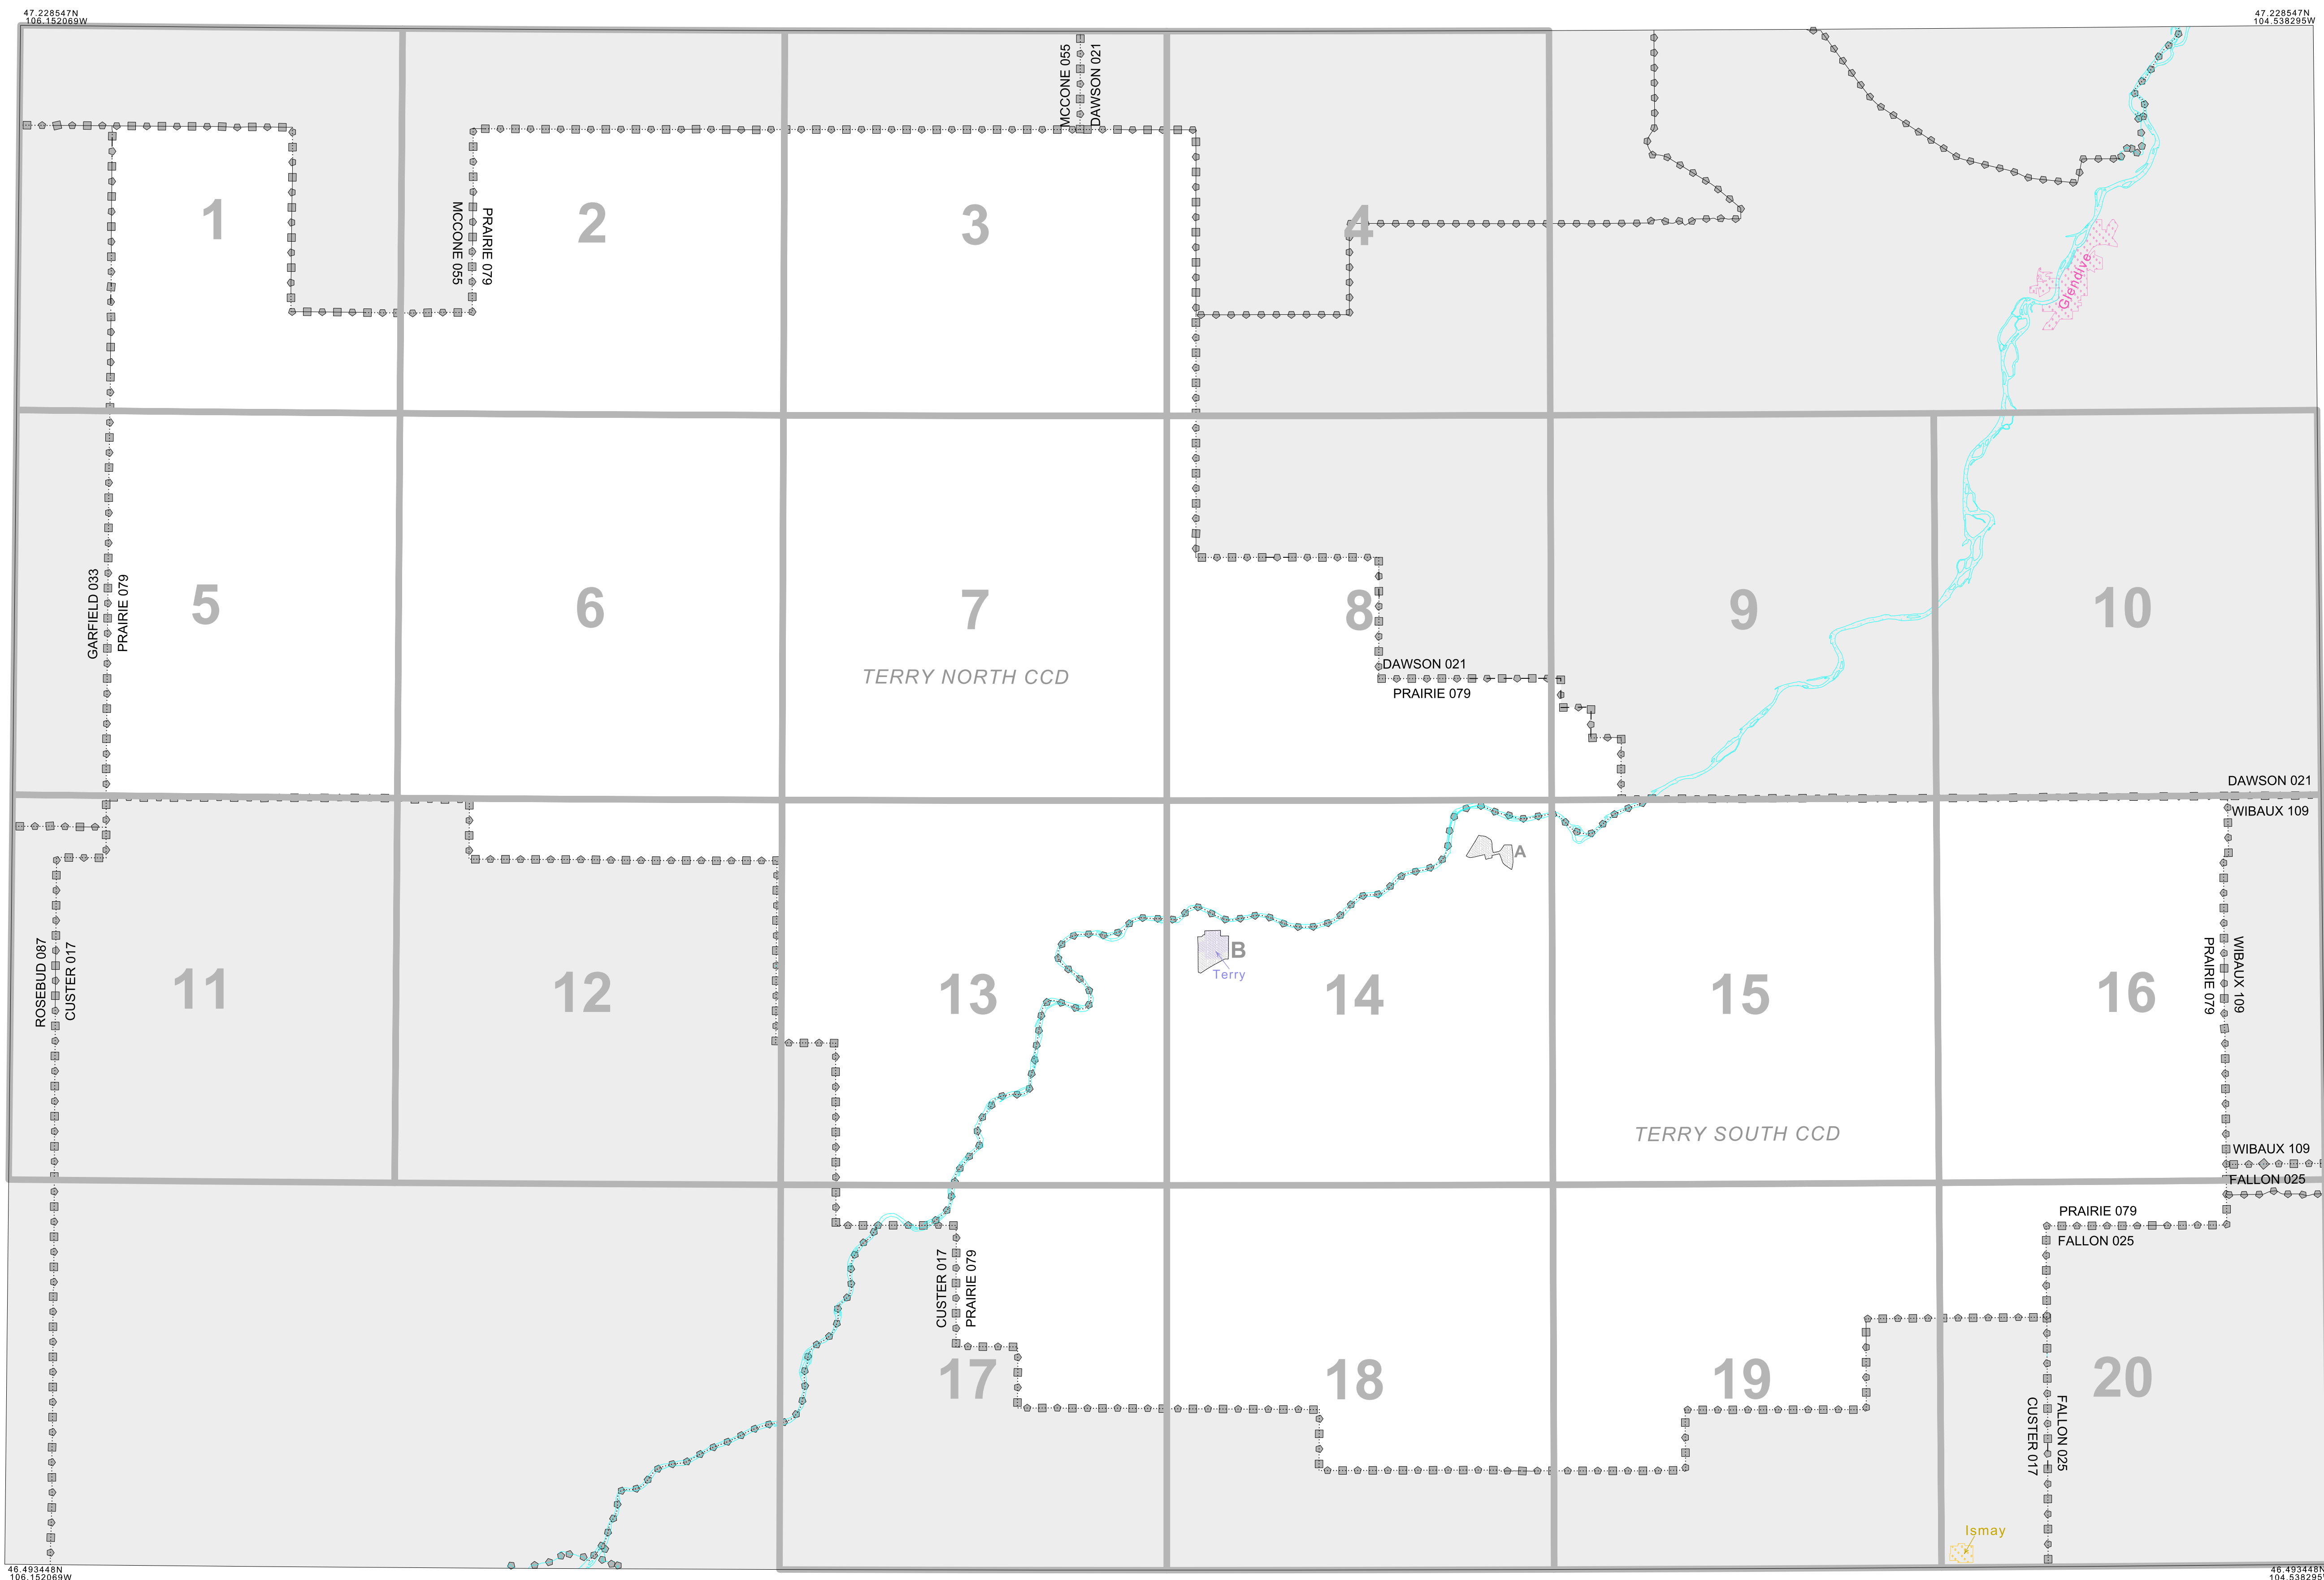 47.228547N
106.152069W
47.228547N
104.538295W
MCCONE 055
DAWSON 021
1
2
3
4
MCCONE 055
PRAIRIE 079
Glendive
GARFIELD 033
PRAIRIE 079
5
6
7
8
9
10
TERRY NORTH CCD
DAWSON 021
PRAIRIE 079
DAWSON 021
WIBAUX 109
A
B
Terry
ROSEBUD 087
CUSTER 017
11
12
13
14
15
16
PRAIRIE 079
WIBAUX 109
TERRY SOUTH CCD
WIBAUX 109
FALLON 025
PRAIRIE 079
FALLON 025
CUSTER 017
PRAIRIE 079
17
18
19
20
CUSTER 017
FALLON 025
Ismay
46.493448N
106.152069W
46.493448N
104.538295